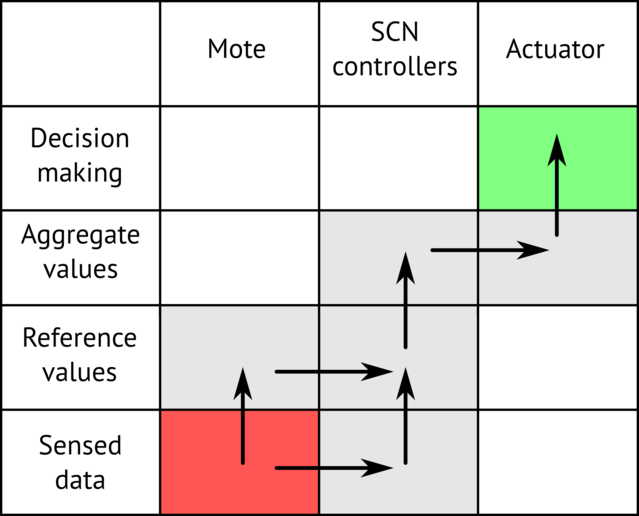 Mote
SCN
controllers
Actuator
Decision
making
Aggregate
values
Reference
values
Sensed
data